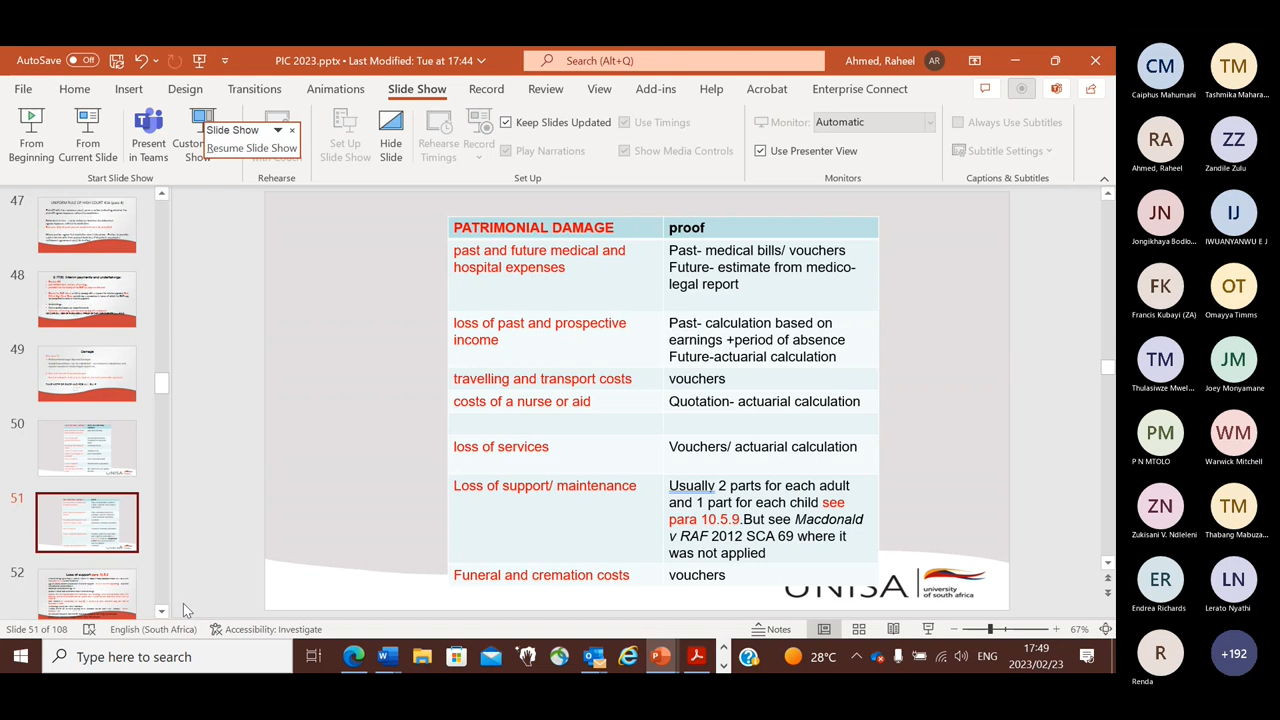 AutoSave Off
PIC 2023.pptx • Last Modified: Tue at 17:44
Search (Alt+Q)
Ahmed, Raheel AR
File Home Insert Design Transitions Animations Slide Show Record Review View Add-ins Help Acrobat Enterprise Connect
From Beginning
From Current Slide
Present in Teams
Custom Show
Slide Show
Resume Slide Show
Set Up Slide Show
Hide Slide
Rehearse Timings
Record
Keep Slides Updated
Play Narrations
Use Timings
Show Media Controls
Monitor: Automatic
Use Presenter View
Always Use Subtitles
Subtitle Settings
Start Slide Show Rehearse Set Up Monitors Captions & Subtitles
47
48
49
Damage
50
51
52
PATRIMONIAL DAMAGE proof
past and future medical and
hospital expenses
Past- medical bills/ vouchers
Future- estimate from medico-
legal report
loss of past and prospective
income
Past- calculation based on
earnings +period of absence
Future-actuarial calculation
travelling and transport costs vouchers
costs of a nurse or aid Quotation- actuarial calculation
loss of services Vouchers/ actuarial calculation
Loss of support/ maintenance
Usually 2 parts for each adult
and 1 part for each child see
para 10.5.9.But see Macdonald
v RAF 2012 SCA 69 where it
was not applied
Funeral and cremation costs vouchers
UNISA
university
of south africa
Slide 51 of 108 English (South Africa) Accessibility: Investigate Notes 67%
Type here to search
28°C
ENG
17:49
2023/02/23
CM
Caiphus Mahumani
TM
Tashmika Mahara...
RA
Ahmed, Raheel
ZZ
Zandile Zulu
JN
Jongikhaya Bodlo...
IJ
IWUANYANWU E J
FK
Francis Kubayi (ZA)
OT
Omayya Timms
TM
Thulasiwze Mwel...
JM
Joey Monyamane
PM
P N MTOLO
WM
Warwick Mitchell
ZN
Zukisani V. Ndleleni
TM
Thabang Mabuza...
ER
Endrea Richards
LN
Lerato Nyathi
R
Renda
+192